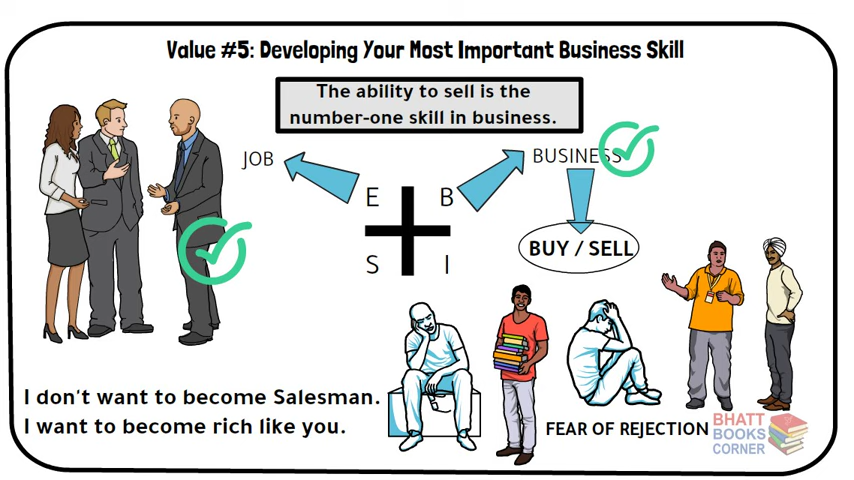 Value #5: Developing Your Most Important Business Skill
The ability to sell is the
number-one skill in business.
JOB
BUSINESS
E
B
S
I
BUY / SELL
I don't want to become Salesman.
I want to become rich like you.
FEAR OF REJECTION
BHATT
BOOKS
CORNER